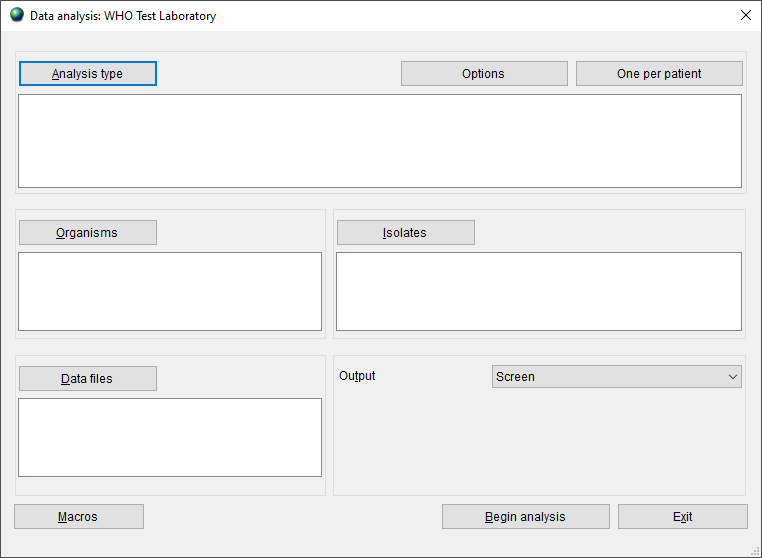 Data analysis: WHO Test Laboratory
Analysis type
Options
One per patient
Organisms
Isolates
Data files
Output
Screen
Macros
Begin analysis
Exit